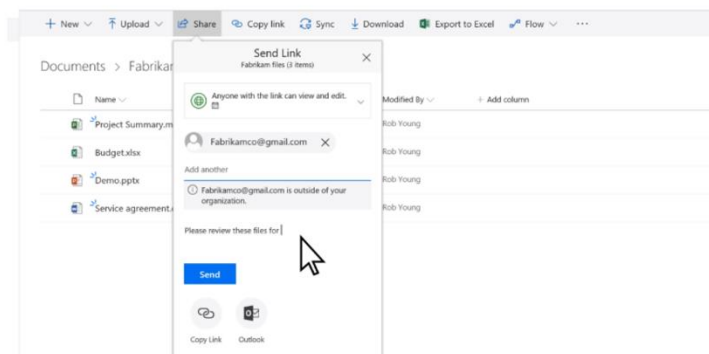 + New Upload Share Copy link Sync Download Export to Excel Flow ...
Send Link
Fabrikam files (3 items)
Documents > Fabrikar
Anyone with the link can view and edit.
Name Modified By + Add column
Project Summary.m Rob Young
Fabrikamco@gmail.com X
Budget.xlsx Rob Young
Add another
Demo.pptx Rob Young
Fabrikamco@gmail.com is outside of your
organization.
Service agreement. Rob Young
Please review these files for
Send
Copy Link Outlook